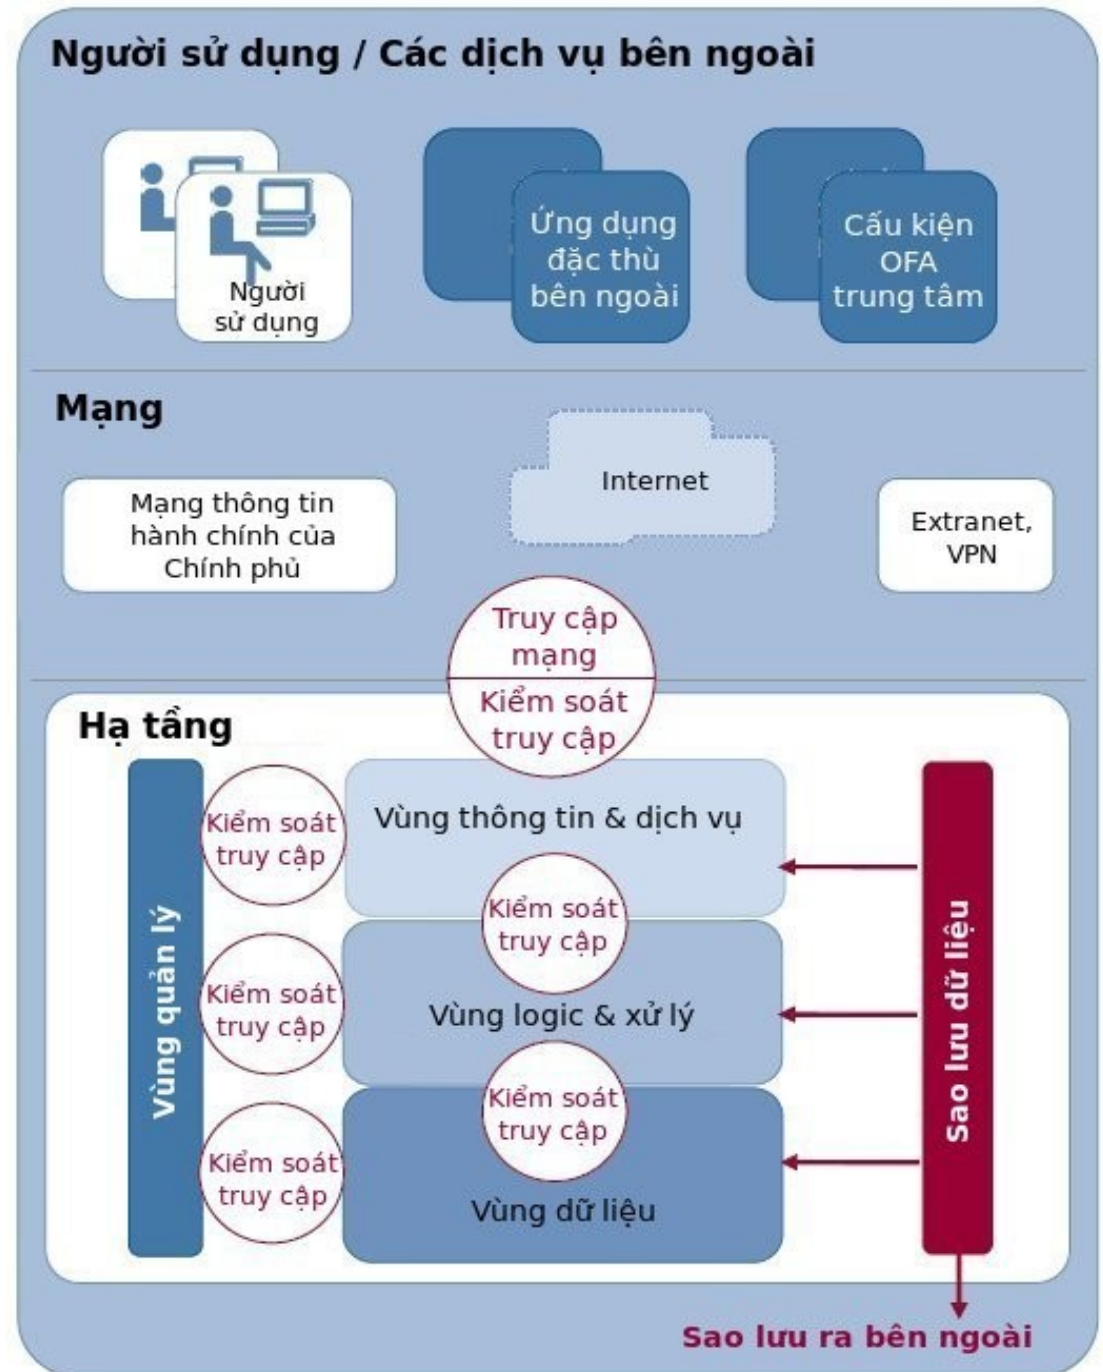 Người sử dụng / Các dịch vụ bên ngoài
Người
sử dụng
Ứng dụng
đặc thù
bên ngoài
Cấu kiện
OFA
trung tâm
Mạng
Mạng thông tin
hành chính của
Chính phủ
Internet
Extranet,
VPN
Truy cập
mạng
Kiểm soát
truy cập
Hạ tầng
Vùng quản lý
Kiểm soát
truy cập
Vùng thông tin & dịch vụ
Kiểm soát
truy cập
Kiểm soát
truy cập
Vùng logic & xử lý
Kiểm soát
truy cập
Kiểm soát
truy cập
Vùng dữ liệu
Sao lưu dữ liệu
Sao lưu ra bên ngoài